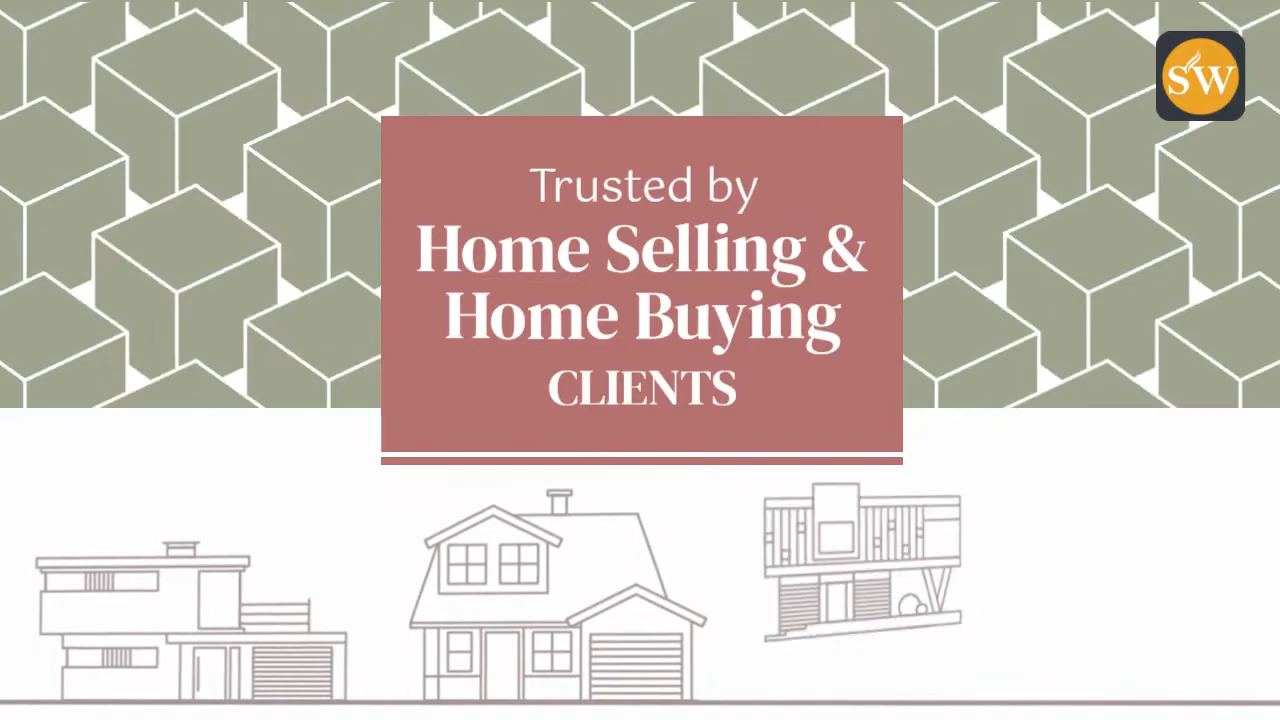 SW
Trusted by
Home Selling &
Home Buying
CLIENTS